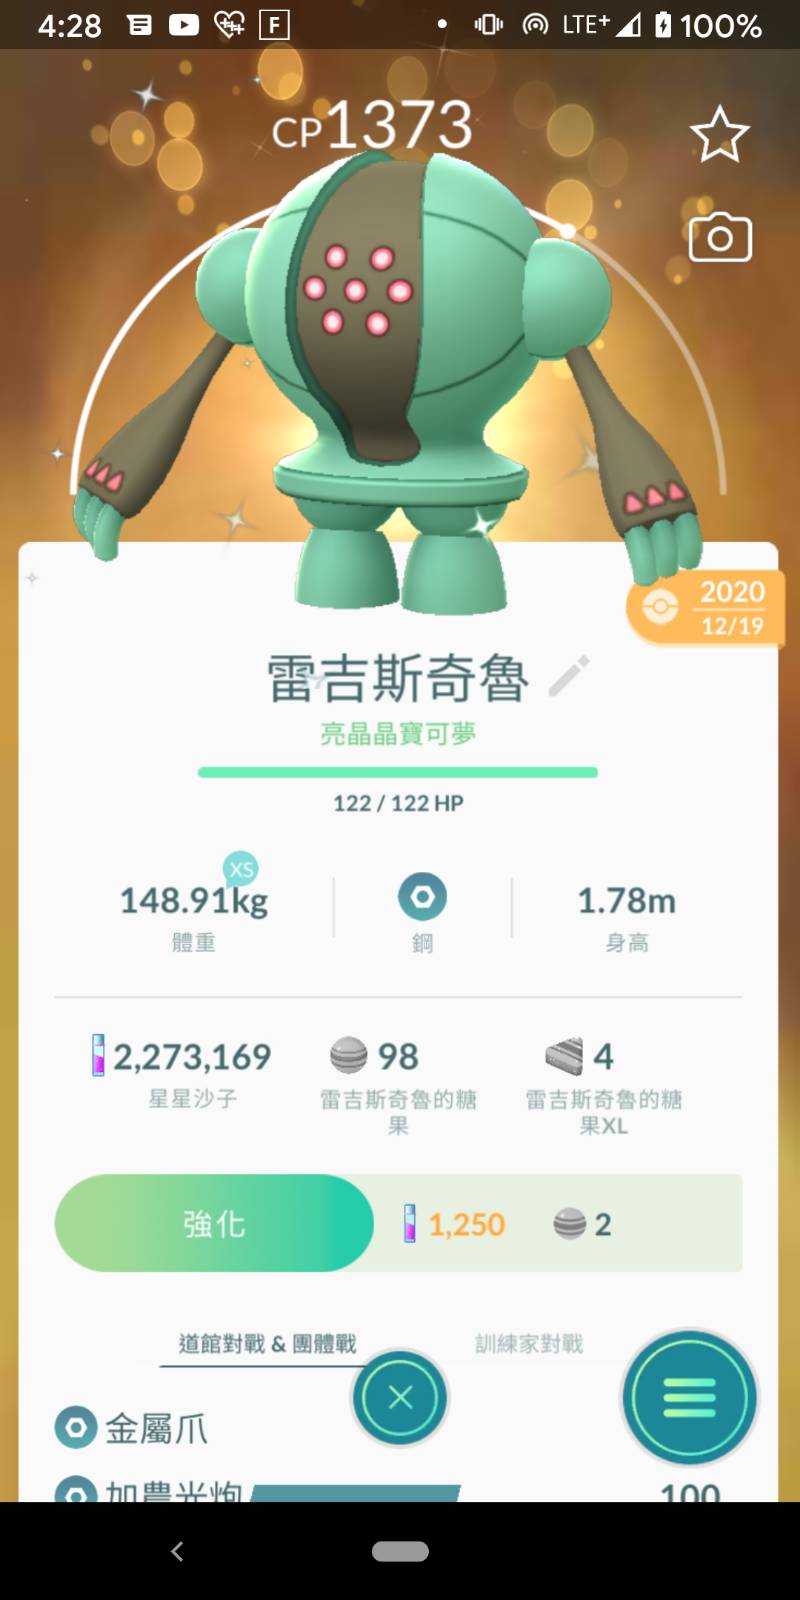 4:28 F LTE+ 100%
CP1373
2020
12/19
雷吉斯奇魯
亮晶晶寶可夢
122 / 122 HP
XS
148.91kg 1.78m
體重 鋼 身高
2,273,169 98 4
星星沙子 雷吉斯奇魯的糖 雷吉斯奇魯的糖
果 果XL
強化 1,250 2
道館對戰 & 團體戰 訓練家對戰
金屬爪
加農光炮 100